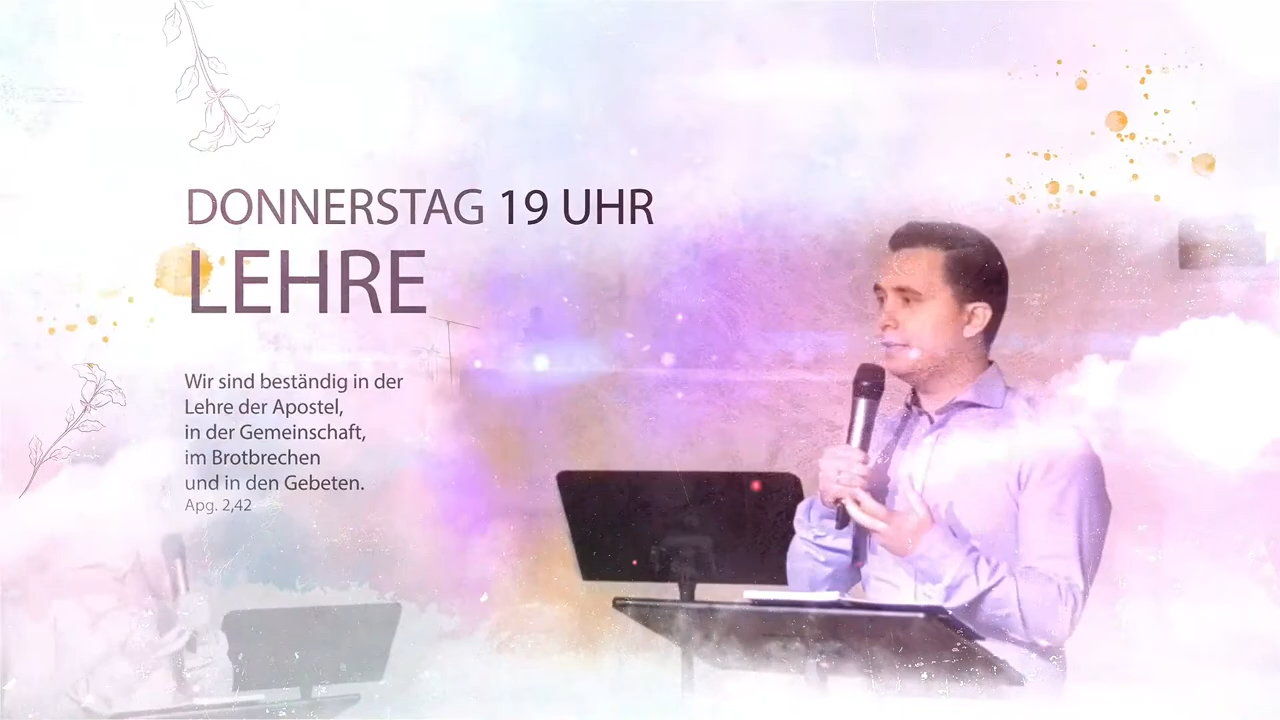 DONNERSTAG 19 UHR
LEHRE
Wir sind beständig in der
Lehre der Apostel,
in der Gemeinschaft,
im Brotbrechen
und in den Gebeten.
Apg. 2,42